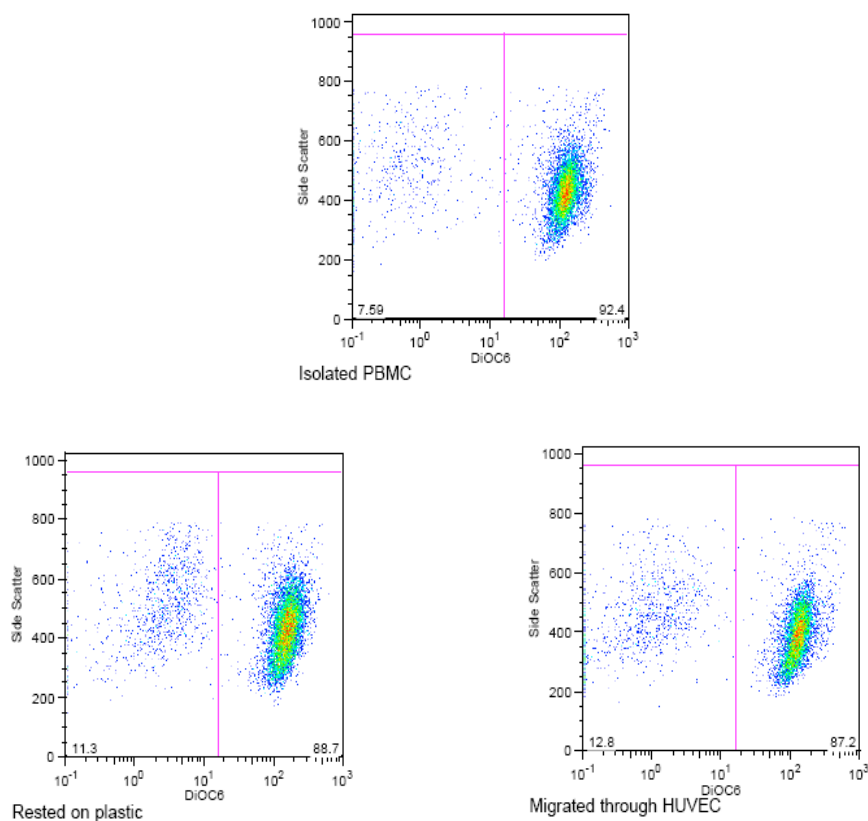 1000
800
600
400
200
0
Side Scatter
7.59 92.4
10-1 100 101 102 103
DiOC6
Isolated PBMC
1000
800
600
400
200
0
Side Scatter
11.3 88.7
10-1 100 101 102 103
DiOC6
Rested on plastic
1000
800
600
400
200
0
Side Scatter
12.8 87.2
10-1 100 101 102 103
DiOC6
Migrated through HUVEC